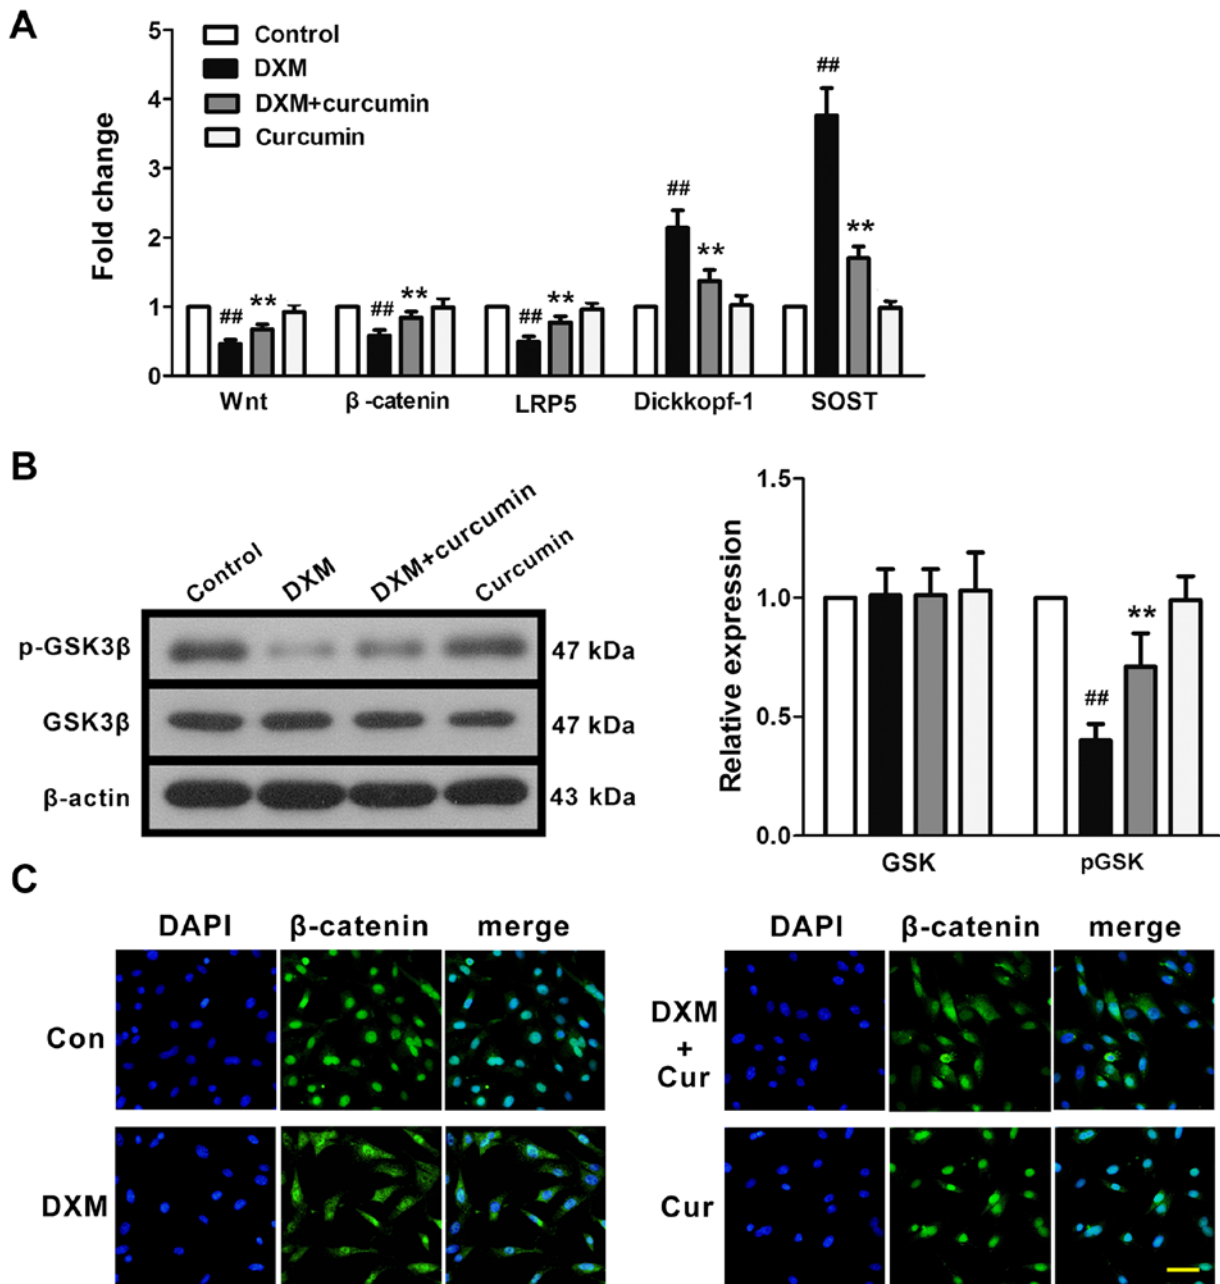 A
5
4
3
2
1
0
Fold change
Control
DXM
DXM+curcumin
Curcumin
## ** ## ** ## ** ## ** ## **
Wnt β-catenin LRP5 Dickkopf-1 SOST
B
Control DXM DXM+curcumin Curcumin
p-GSK3β 47 kDa
GSK3β 47 kDa
β-actin 43 kDa
1.5
1.0
0.5
0.0
Relative expression
## **
GSK pGSK
C
DAPI β-catenin merge
Con
DXM
DAPI β-catenin merge
DXM
+
Cur
Cur